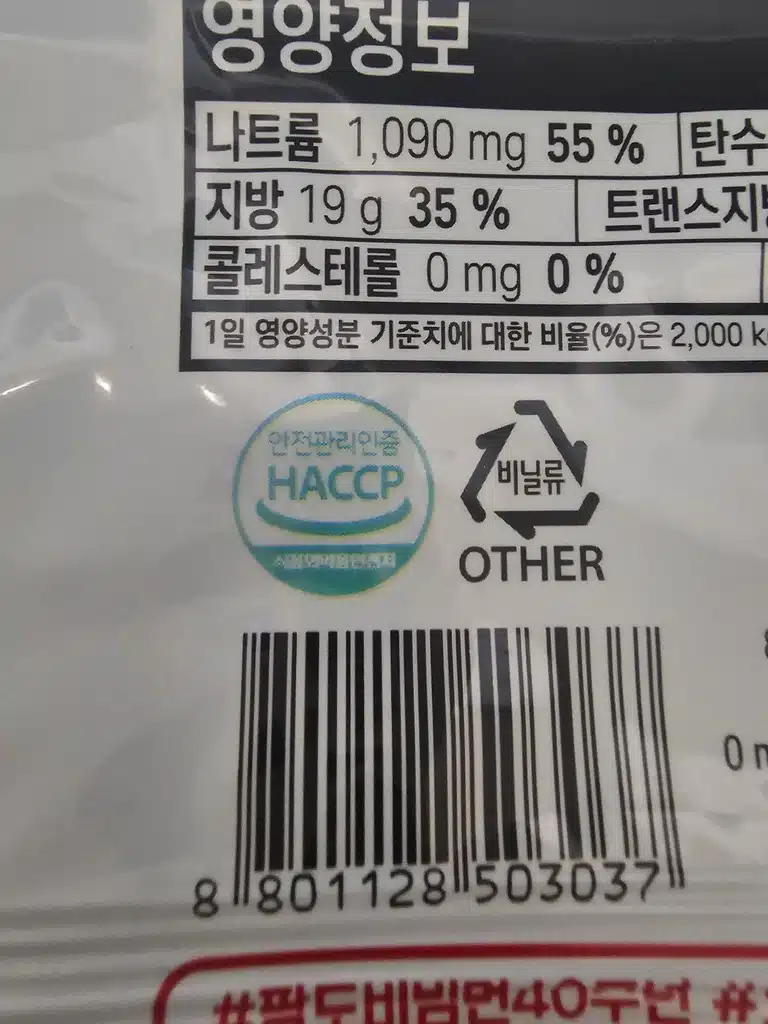 영양정보
나트륨 1,090 mg 55 % 탄수
지방 19 g 35 % 트랜스지방
콜레스테롤 0 mg 0 %
1일 영양성분 기준치에 대한 비율(%)은 2,000 kc
안전관리인증
HACCP
비닐류
OTHER
0 m
8 801128 503037
#팔도비빔면40주년 #